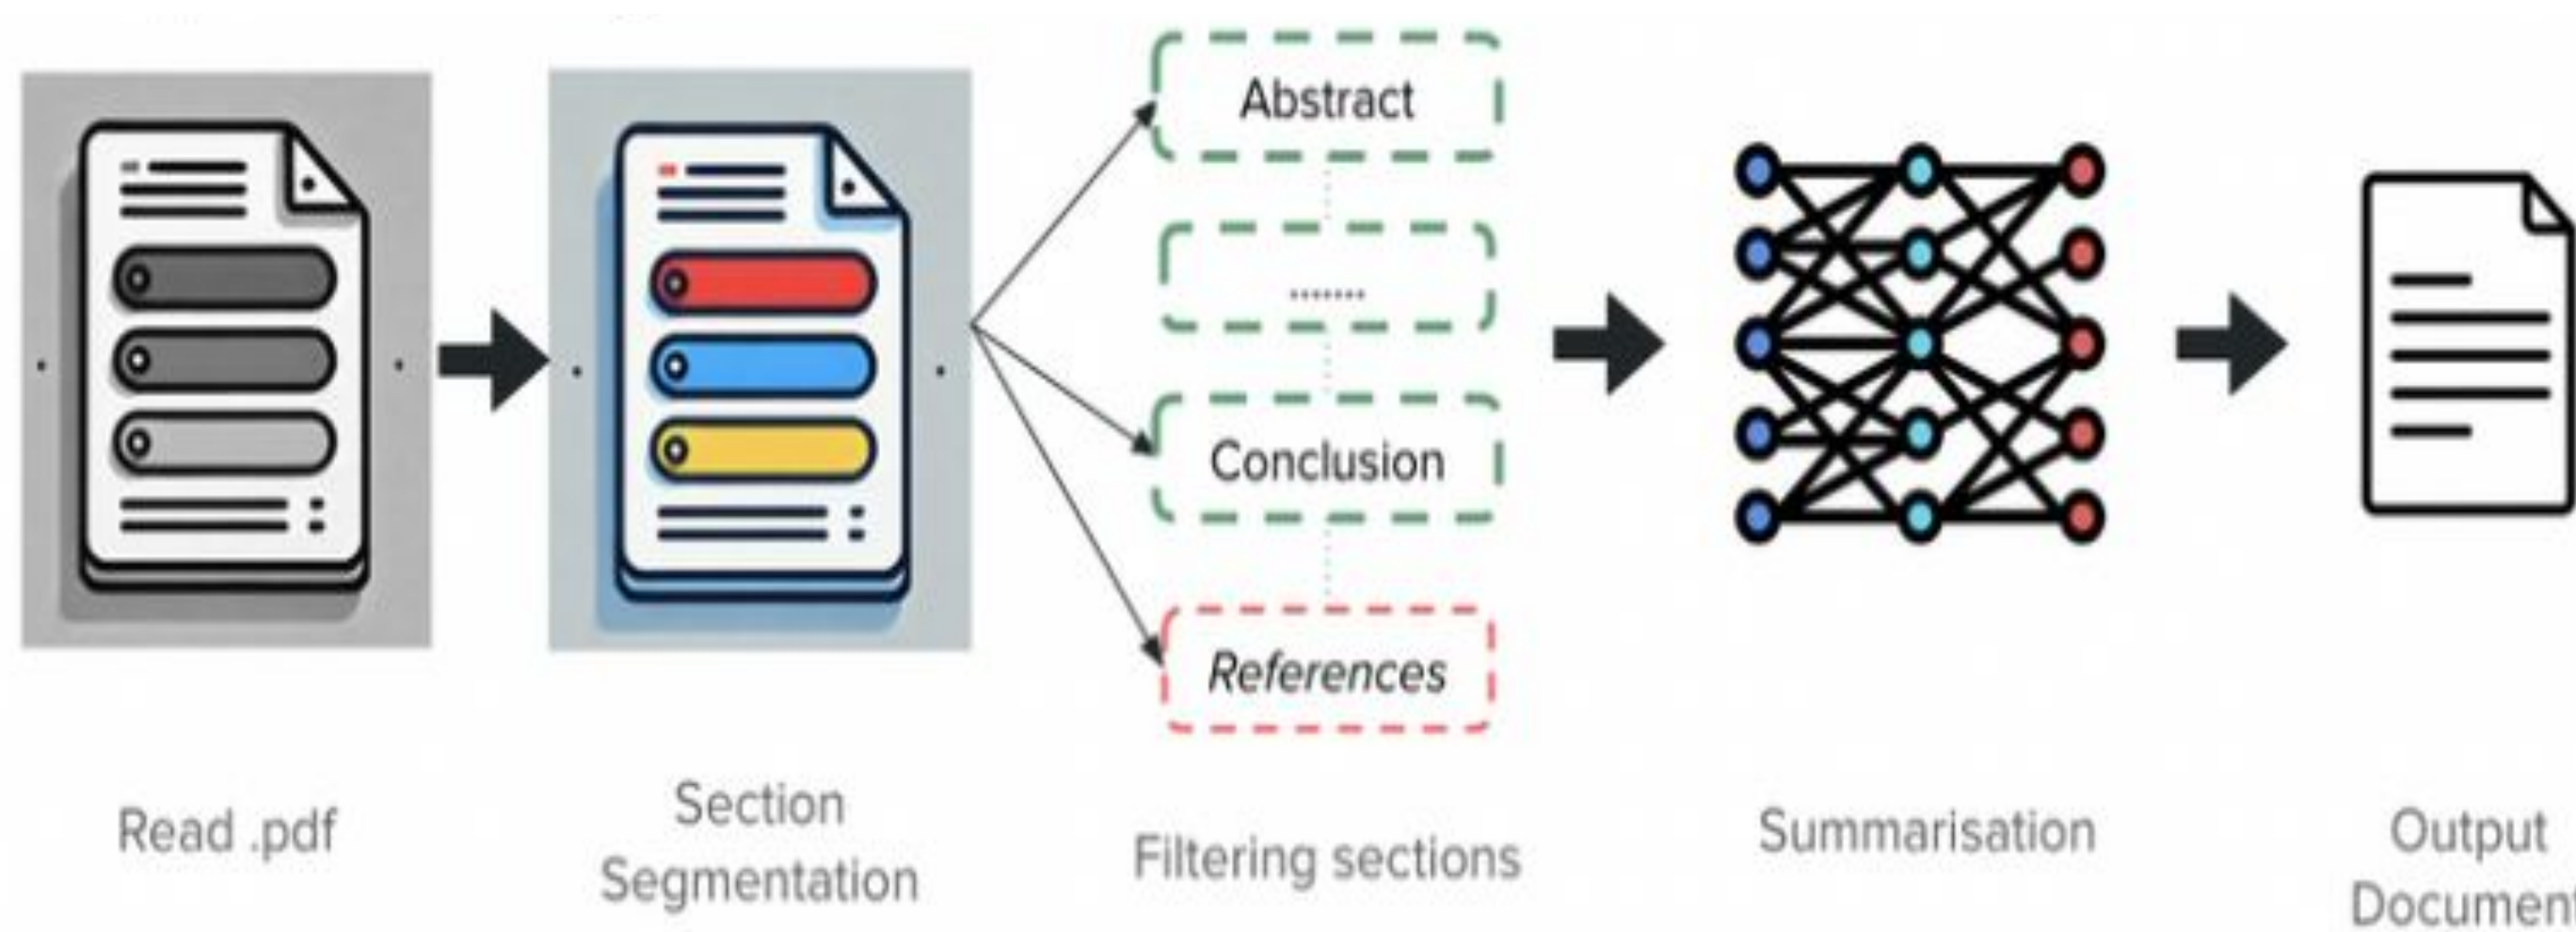 Abstract
.......
Conclusion
References
Read .pdf
Section
Segmentation
Filtering sections
Summarisation
Output
Document